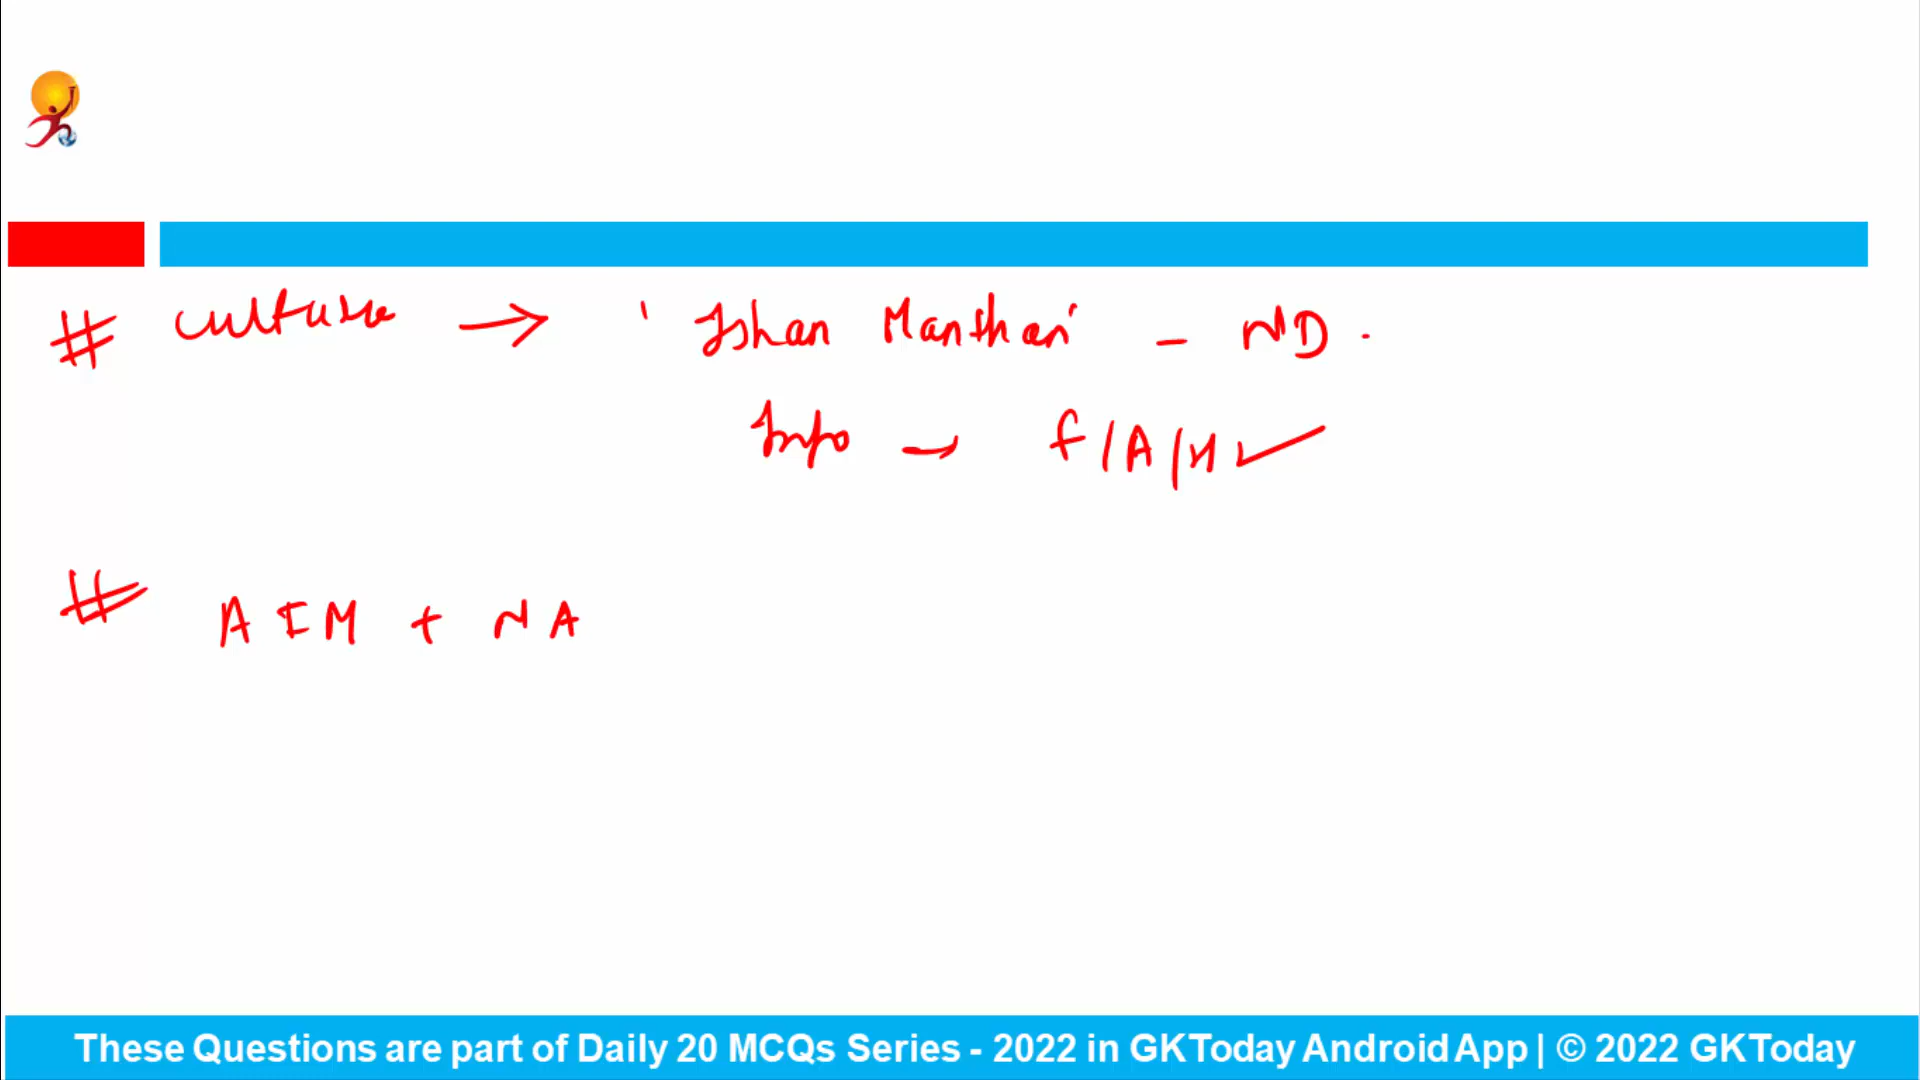 # culture → 'Ishan Manthan' - ND.
Info → f/A/H ✓
# AIM + NA
These Questions are part of Daily 20 MCQs Series - 2022 in GKToday Android App | © 2022 GKToday